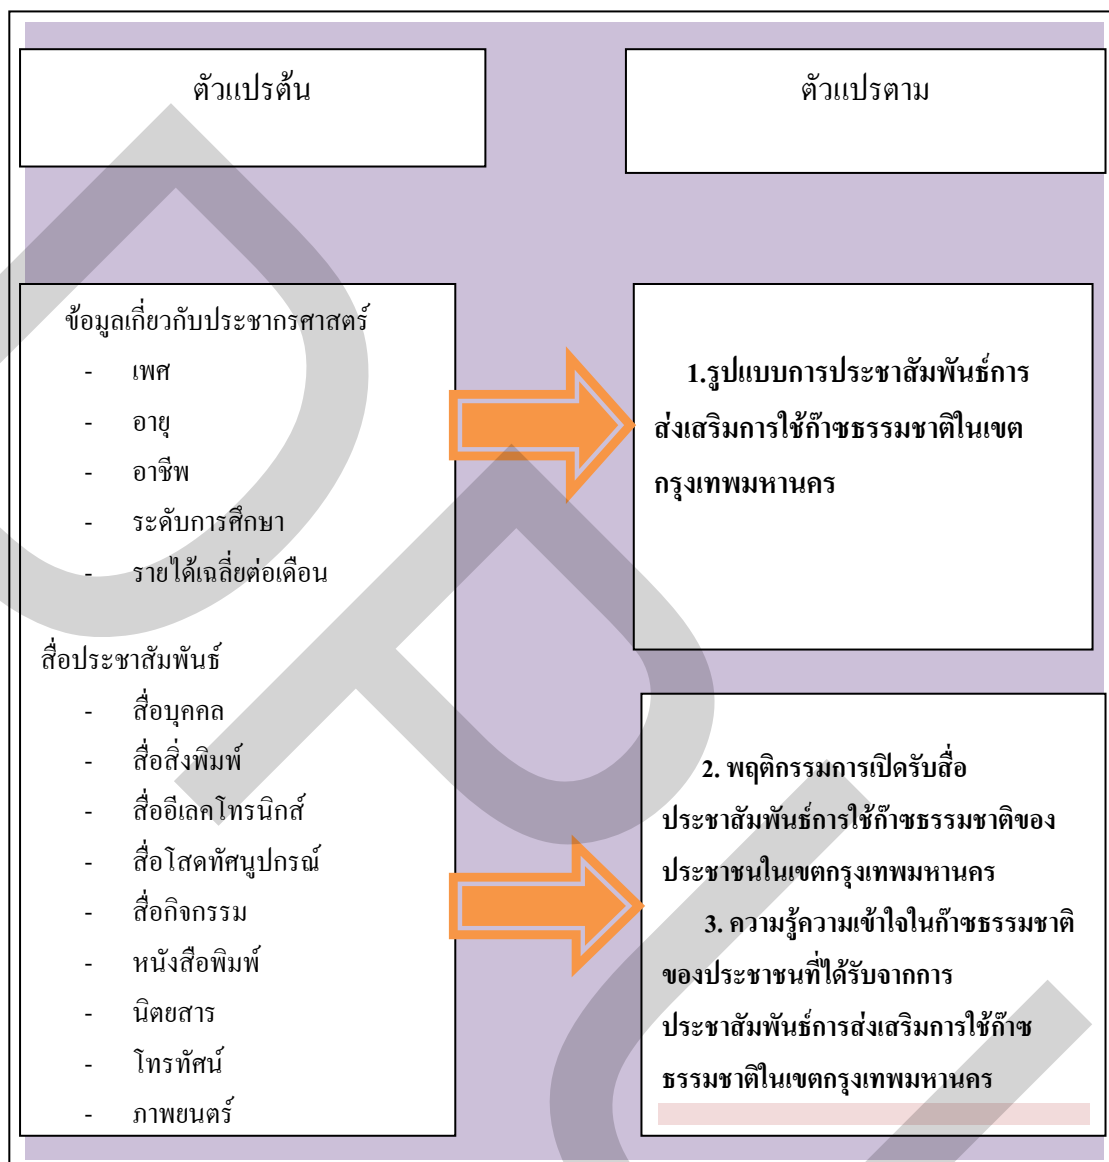 ตัวแปรต้น
ตัวแปรตาม
ข้อมูลเกี่ยวกับประชากรศาสตร์
- เพศ
- อายุ
- อาชีพ
- ระดับการศึกษา
- รายได้เฉลี่ยต่อเดือน
สื่อประชาสัมพันธ์
- สื่อบุคคล
- สื่อสิ่งพิมพ์
- สื่ออีเลคโทรนิกส์
- สื่อโสตทัศนูปกรณ์
- สื่อกิจกรรม
- หนังสือพิมพ์
- นิตยสาร
- โทรทัศน์
- ภาพยนตร์
1.รูปแบบการประชาสัมพันธ์การ
ส่งเสริมการใช้ก๊าซธรรมชาติในเขต
กรุงเทพมหานคร
2. พฤติกรรมการเปิดรับสื่อ
ประชาสัมพันธ์การใช้ก๊าซธรรมชาติของ
ประชาชนในเขตกรุงเทพมหานคร
3. ความรู้ความเข้าใจในก๊าซธรรมชาติ
ของประชาชนที่ได้รับจากการ
ประชาสัมพันธ์การส่งเสริมการใช้ก๊าซ
ธรรมชาติในเขตกรุงเทพมหานคร
DPU